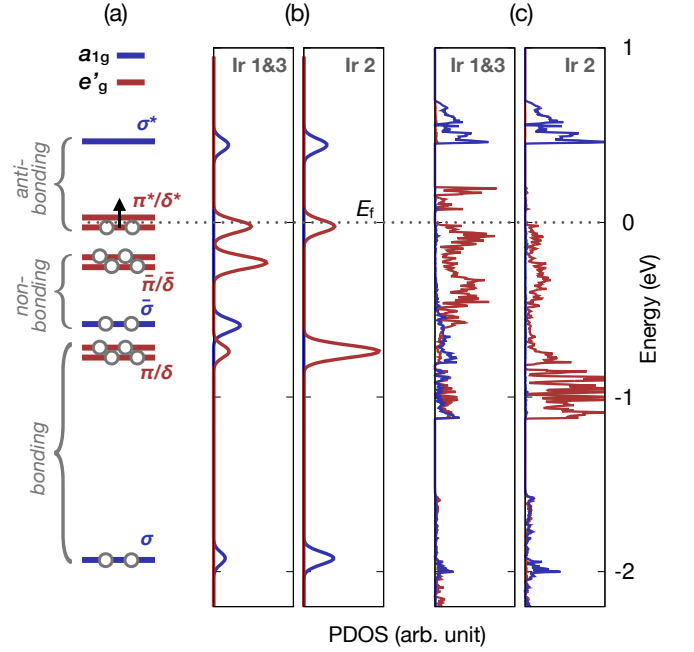 (a)
(b)
(c)
a1g
e'g
Ir 1&3
Ir 2
Ir 1&3
Ir 2
σ*
π*/δ*
π̄/δ̄
σ̄
π/δ
σ
anti-
bonding
non-
bonding
bonding
Ef
1
0
-1
-2
Energy (eV)
PDOS (arb. unit)